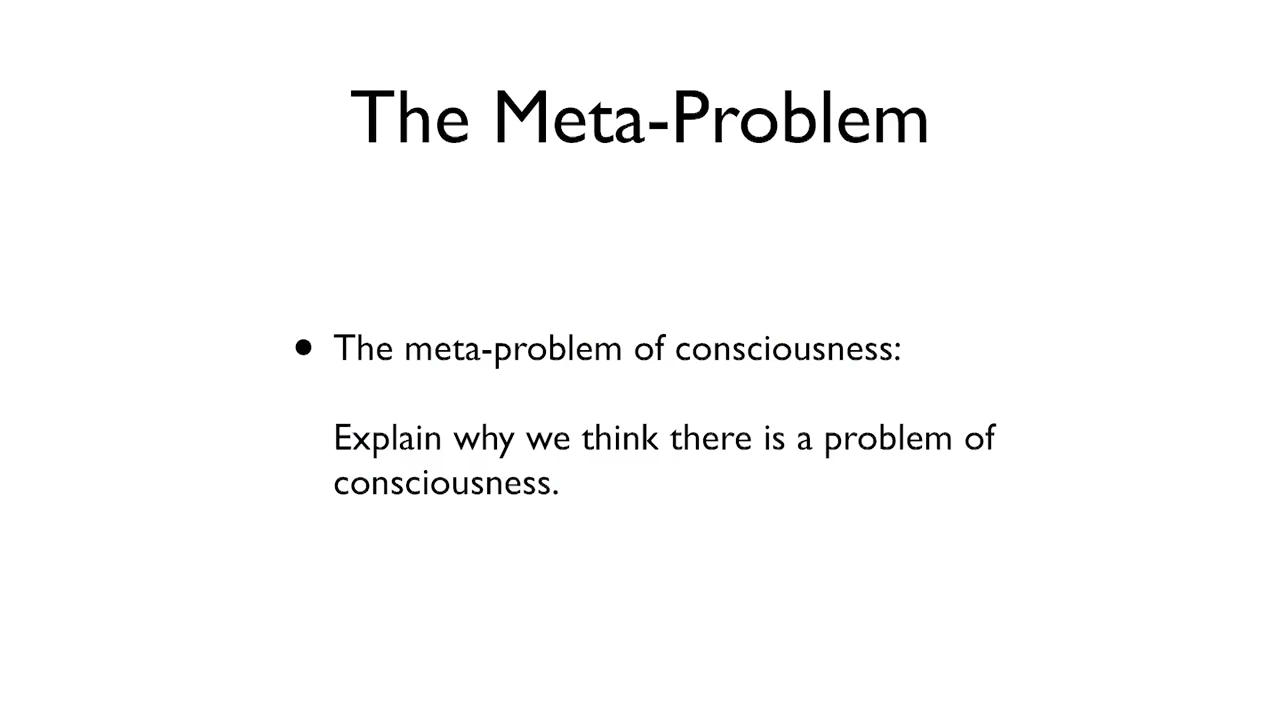 The Meta-Problem
• The meta-problem of consciousness:
Explain why we think there is a problem of
consciousness.